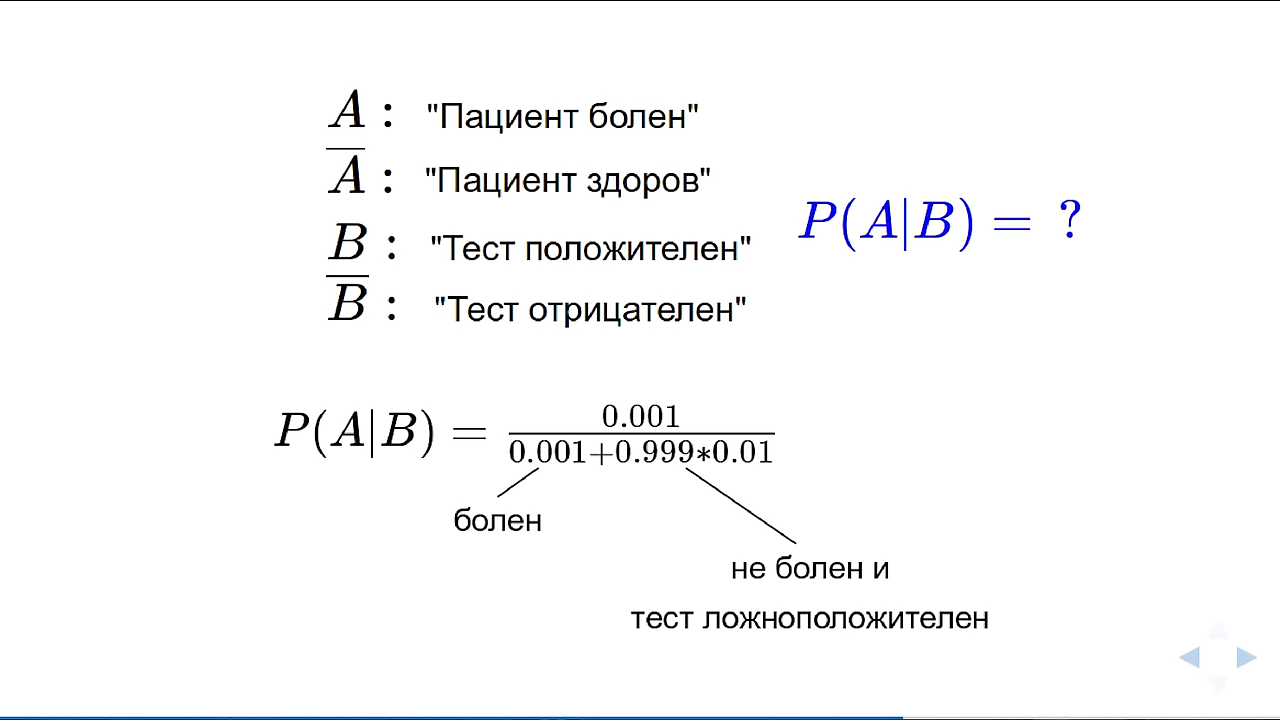 A : "Пациент болен"
A̅ : "Пациент здоров"
B : "Тест положителен"
B̅ : "Тест отрицателен"
P(A|B) = ?
P(A|B) = 0.001 / 0.001+0.999*0.01
болен
не болен и
тест ложноположителен